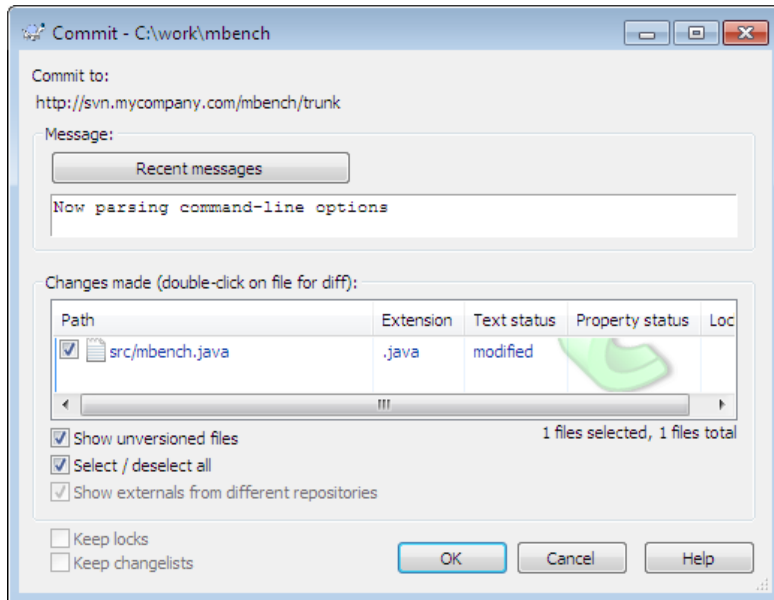 Commit - C:\work\mbench
Commit to:
http://svn.mycompany.com/mbench/trunk
Message:
Recent messages
Now parsing command-line options
Changes made (double-click on file for diff):
Path Extension Text status Property status Loc
src/mbench.java .java modified
Show unversioned files 1 files selected, 1 files total
Select / deselect all
Show externals from different repositories
Keep locks
Keep changelists
OK Cancel Help